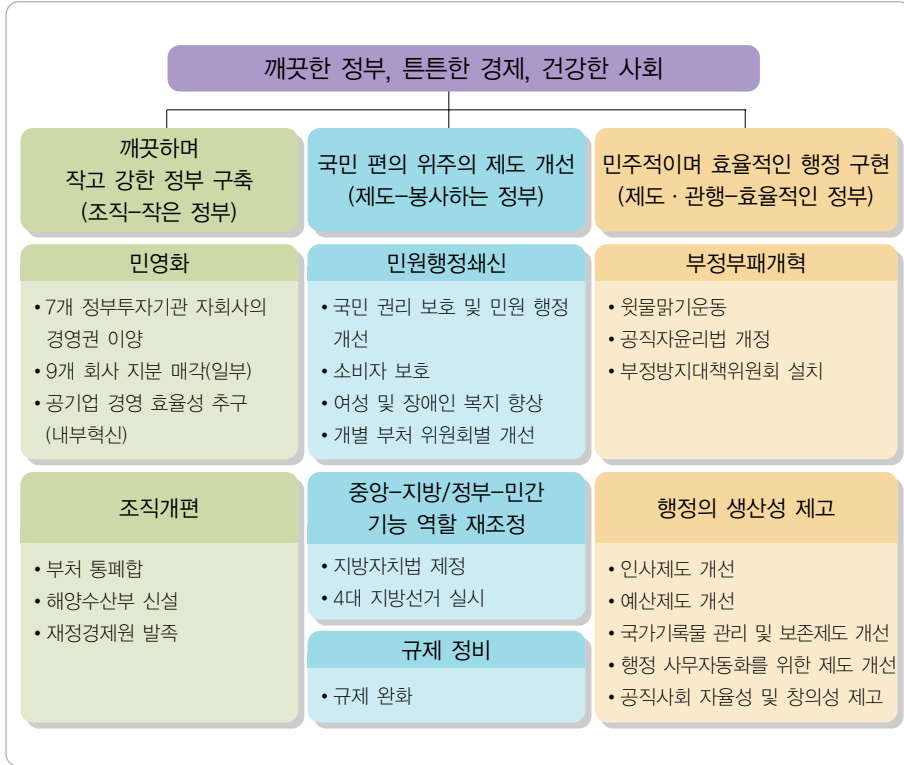 깨끗한 정부, 튼튼한 경제, 건강한 사회
깨끗하며
작고 강한 정부 구축
(조직–작은 정부)
민영화
• 7개 정부투자기관 자회사의
경영권 이양
• 9개 회사 지분 매각(일부)
• 공기업 경영 효율성 추구
(내부혁신)
조직개편
• 부처 통폐합
• 해양수산부 신설
• 재정경제원 발족
국민 편의 위주의 제도 개선
(제도–봉사하는 정부)
민원행정쇄신
• 국민 권리 보호 및 민원 행정
개선
• 소비자 보호
• 여성 및 장애인 복지 향상
• 개별 부처 위원회별 개선
중앙–지방/정부–민간
기능 역할 재조정
• 지방자치법 제정
• 4대 지방선거 실시
규제 정비
• 규제 완화
민주적이며 효율적인 행정 구현
(제도 · 관행–효율적인 정부)
부정부패개혁
• 윗물맑기운동
• 공직자윤리법 개정
• 부정방지대책위원회 설치
행정의 생산성 제고
• 인사제도 개선
• 예산제도 개선
• 국가기록물 관리 및 보존제도 개선
• 행정 사무자동화를 위한 제도 개선
• 공직사회 자율성 및 창의성 제고